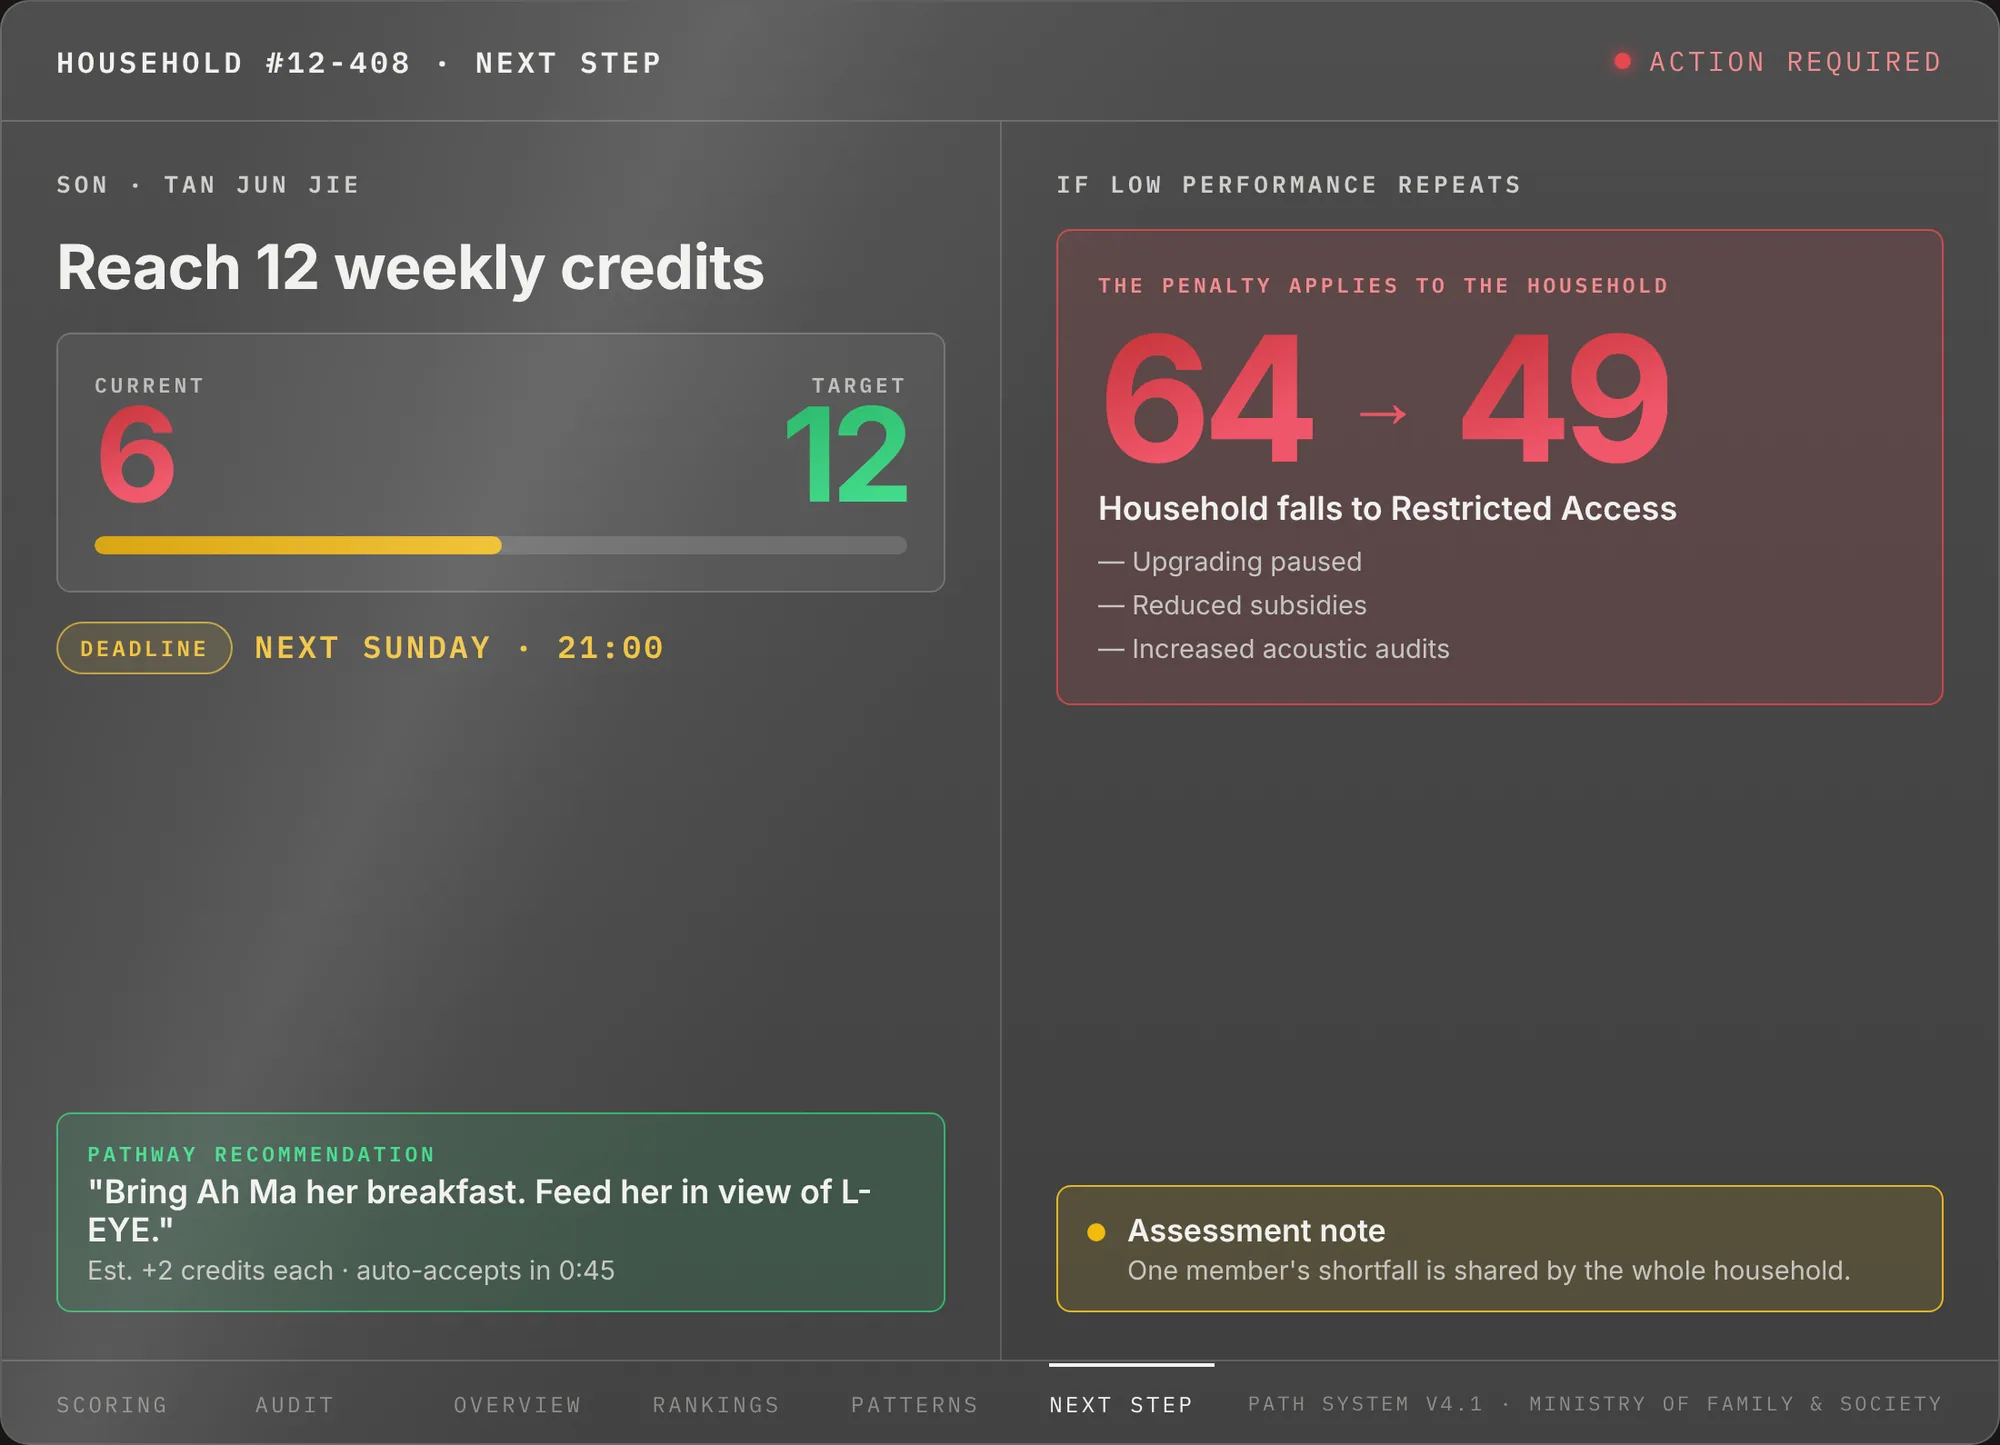 HOUSEHOLD #12-408 · NEXT STEP
ACTION REQUIRED
SON · TAN JUN JIE
Reach 12 weekly credits
CURRENT
TARGET
6
12
DEADLINE
NEXT SUNDAY · 21:00
PATHWAY RECOMMENDATION
"Bring Ah Ma her breakfast. Feed her in view of L-
EYE."
Est. +2 credits each · auto-accepts in 0:45
IF LOW PERFORMANCE REPEATS
THE PENALTY APPLIES TO THE HOUSEHOLD
64 → 49
Household falls to Restricted Access
— Upgrading paused
— Reduced subsidies
— Increased acoustic audits
Assessment note
One member's shortfall is shared by the whole household.
SCORING
AUDIT
OVERVIEW
RANKINGS
PATTERNS
NEXT STEP
PATH SYSTEM V4.1 · MINISTRY OF FAMILY & SOCIETY